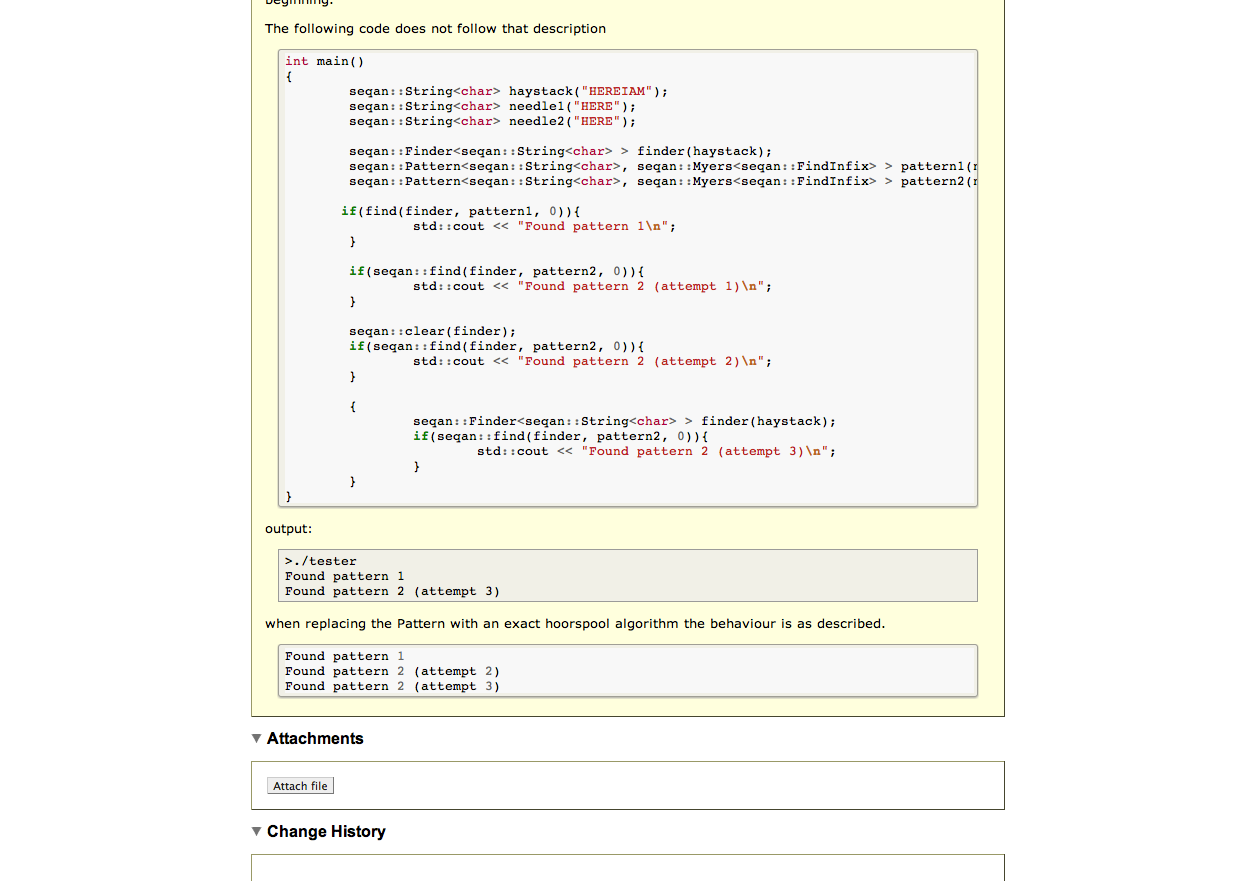 beginning.
The following code does not follow that description
int main()
{
        seqan::String<char> haystack("HEREIAM");
        seqan::String<char> needle1("HERE");
        seqan::String<char> needle2("HERE");
        seqan::Finder<seqan::String<char> > finder(haystack);
        seqan::Pattern<seqan::String<char>, seqan::Myers<seqan::FindInfix> > pattern1(
        seqan::Pattern<seqan::String<char>, seqan::Myers<seqan::FindInfix> > pattern2(
       if(find(finder, pattern1, 0)){
                std::cout << "Found pattern 1\n";
        }
        if(seqan::find(finder, pattern2, 0)){
                std::cout << "Found pattern 2 (attempt 1)\n";
        }
        seqan::clear(finder);
        if(seqan::find(finder, pattern2, 0)){
                std::cout << "Found pattern 2 (attempt 2)\n";
        }
        {
                seqan::Finder<seqan::String<char> > finder(haystack);
                if(seqan::find(finder, pattern2, 0)){
                        std::cout << "Found pattern 2 (attempt 3)\n";
                }
        }
}
output:
>./tester
Found pattern 1
Found pattern 2 (attempt 3)
when replacing the Pattern with an exact hoorspool algorithm the behaviour is as described.
Found pattern 1
Found pattern 2 (attempt 2)
Found pattern 2 (attempt 3)
Attachments
Attach file
Change History